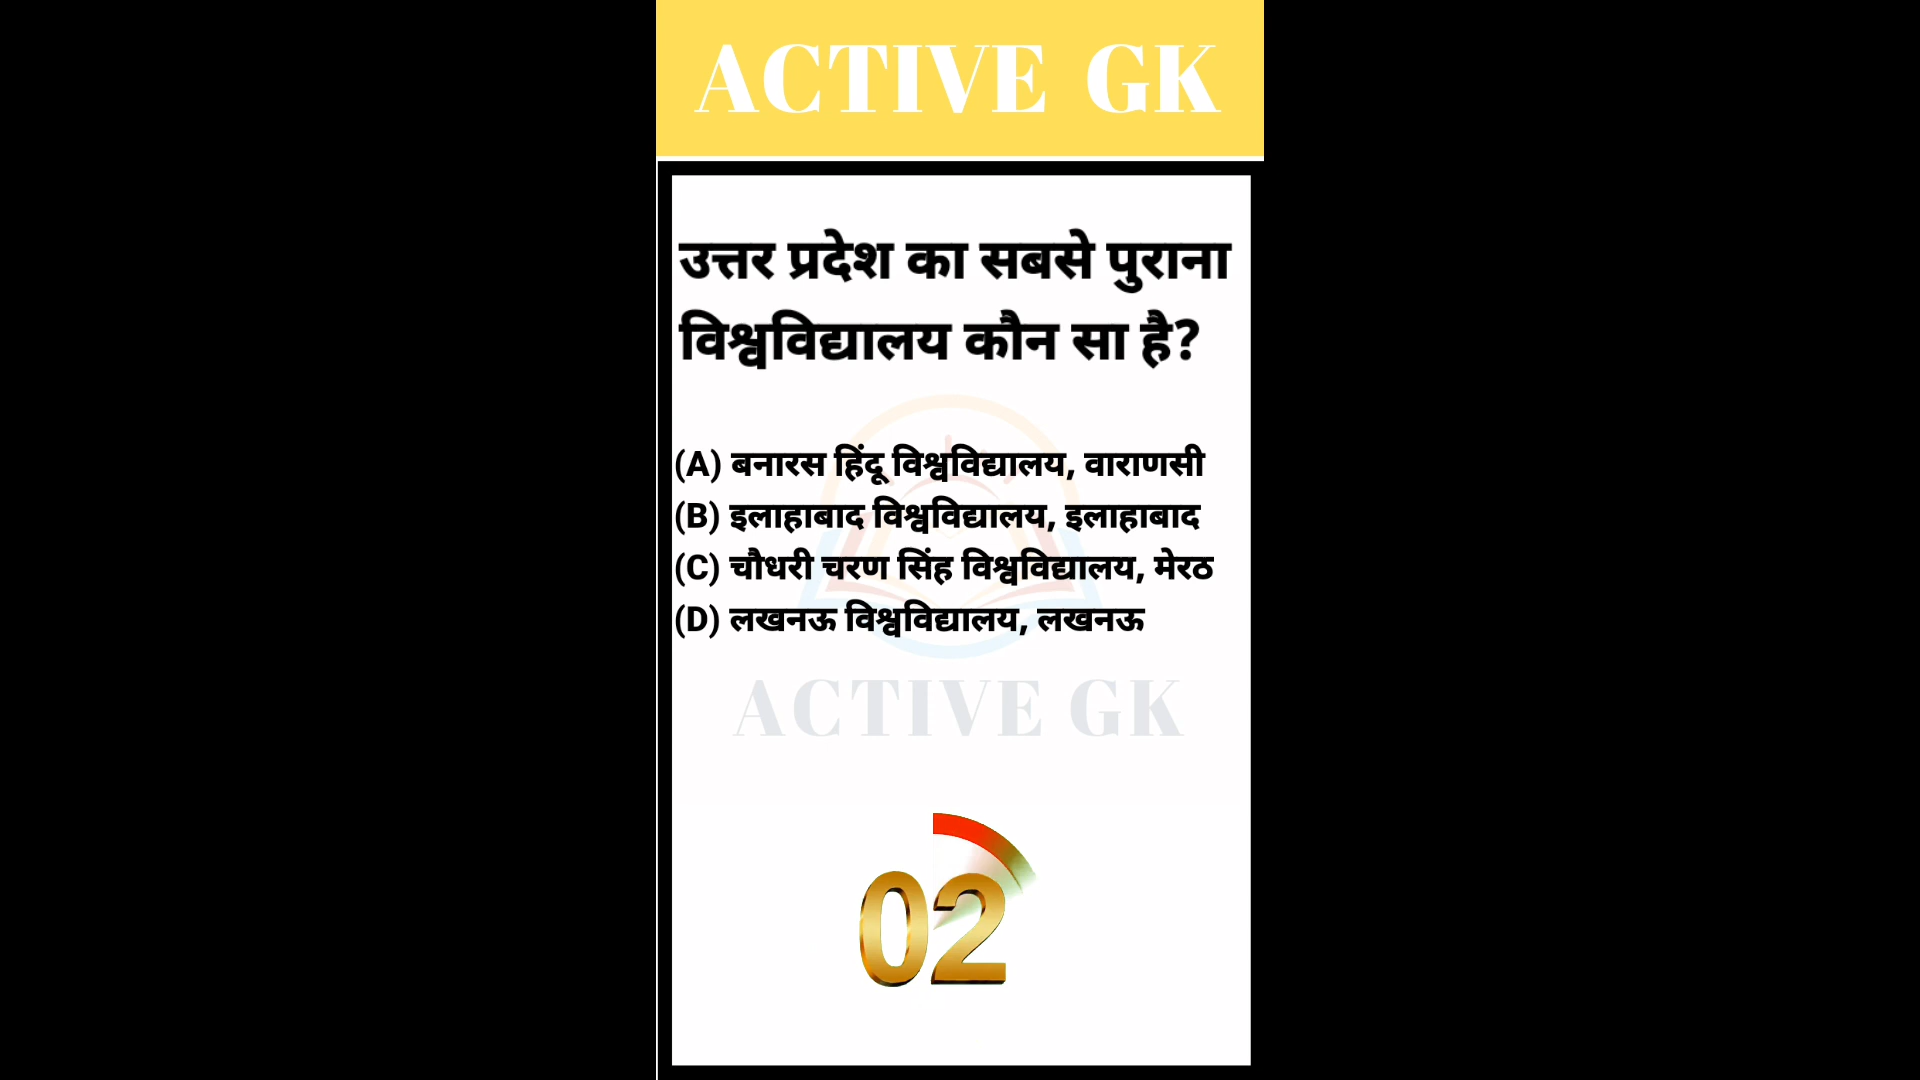 ACTIVE GK
उत्तर प्रदेश का सबसे पुराना
विश्वविद्यालय कौन सा है?
(A) बनारस हिंदू विश्वविद्यालय, वाराणसी
(B) इलाहाबाद विश्वविद्यालय, इलाहाबाद
(C) चौधरी चरण सिंह विश्वविद्यालय, मेरठ
(D) लखनऊ विश्वविद्यालय, लखनऊ
ACTIVE GK
02